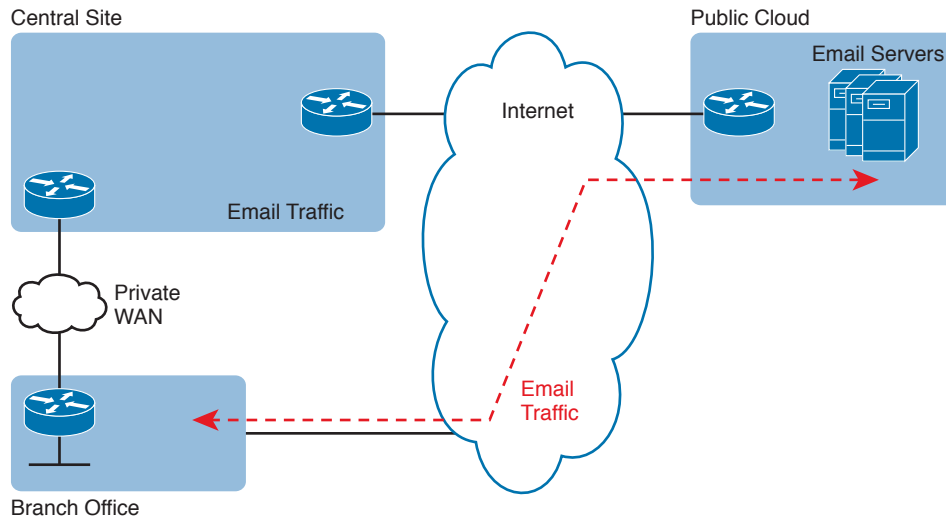 Central Site
Public Cloud
Email Servers
Internet
Email Traffic
Private
WAN
Email
Traffic
Branch Office